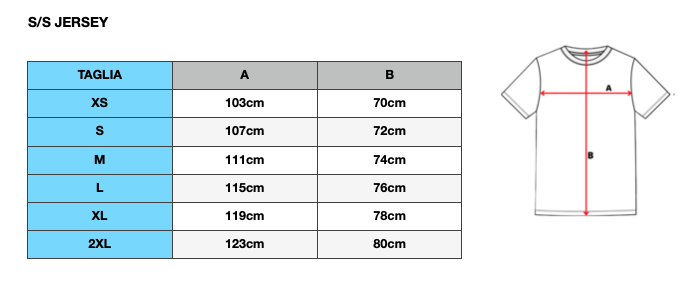 S/S JERSEY
TAGLIA A B
XS 103cm 70cm
S 107cm 72cm
M 111cm 74cm
L 115cm 76cm
XL 119cm 78cm
2XL 123cm 80cm
A
B